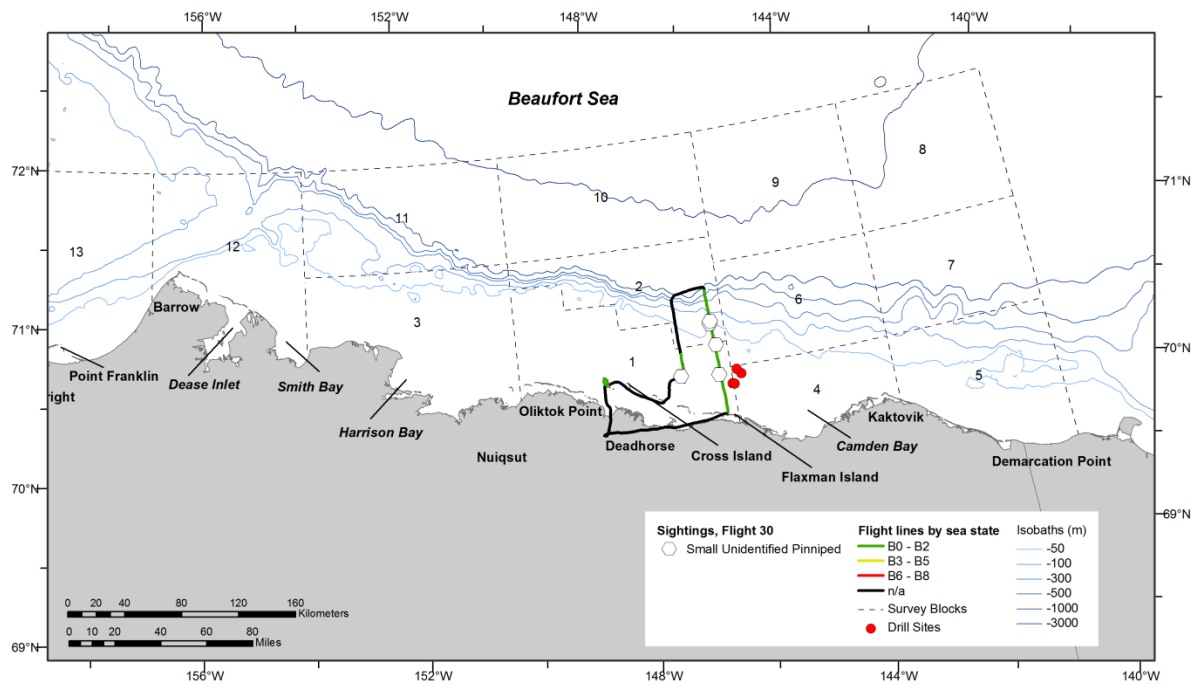 156°W 152°W 148°W 144°W 140°W
Beaufort Sea
8
72°N 71°N
9
10
11
12
13
7
2
6
Barrow
3
71°N 70°N
Point Franklin
right
Dease Inlet
Smith Bay
1
5
4
Harrison Bay
Oliktok Point
Kaktovik
Deadhorse
Camden Bay
Nuiqsut
Cross Island
Demarcation Point
Flaxman Island
70°N 69°N
Sightings, Flight 30
Small Unidentified Pinniped
Flight lines by sea state
B0 - B2
B3 - B5
B6 - B8
n/a
Survey Blocks
Drill Sites
Isobaths (m)
-50
-100
-300
-500
-1000
-3000
0 20 40 80 120 160
Kilometers
0 10 20 40 60 80
Miles
69°N
156°W 152°W 148°W 144°W 140°W